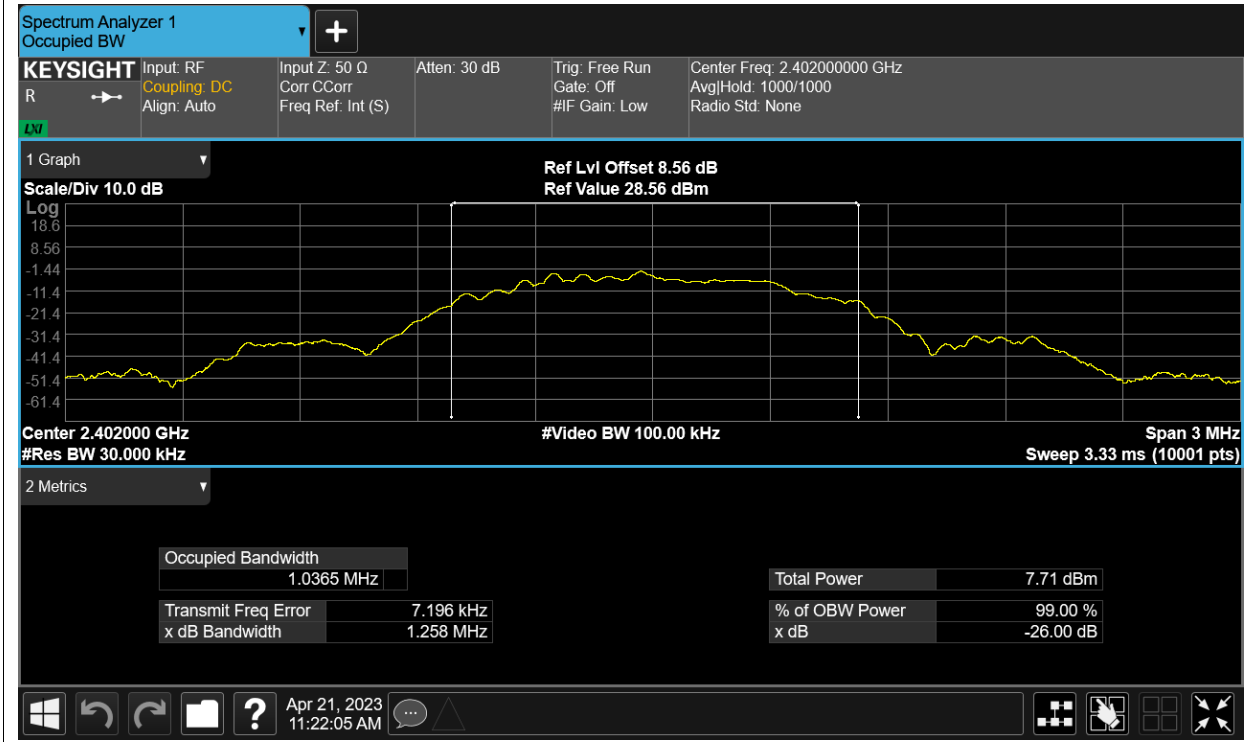 Spectrum Analyzer 1
Occupied BW
KEYSIGHT Input: RF Input Z: 50 Ω Atten: 30 dB Trig: Free Run Center Freq: 2.402000000 GHz
R Coupling: DC Corr CCorr Gate: Off Avg|Hold: 1000/1000
Align: Auto Freq Ref: Int (S) #IF Gain: Low Radio Std: None
LXI
1 Graph
Ref Lvl Offset 8.56 dB
Scale/Div 10.0 dB Ref Value 28.56 dBm
Log
18.6
8.56
-1.44
-11.4
-21.4
-31.4
-41.4
-51.4
-61.4
Center 2.402000 GHz #Video BW 100.00 kHz Span 3 MHz
#Res BW 30.000 kHz Sweep 3.33 ms (10001 pts)
2 Metrics
Occupied Bandwidth
1.0365 MHz Total Power 7.71 dBm
Transmit Freq Error 7.196 kHz % of OBW Power 99.00 %
x dB Bandwidth 1.258 MHz x dB -26.00 dB
? Apr 21, 2023
11:22:05 AM